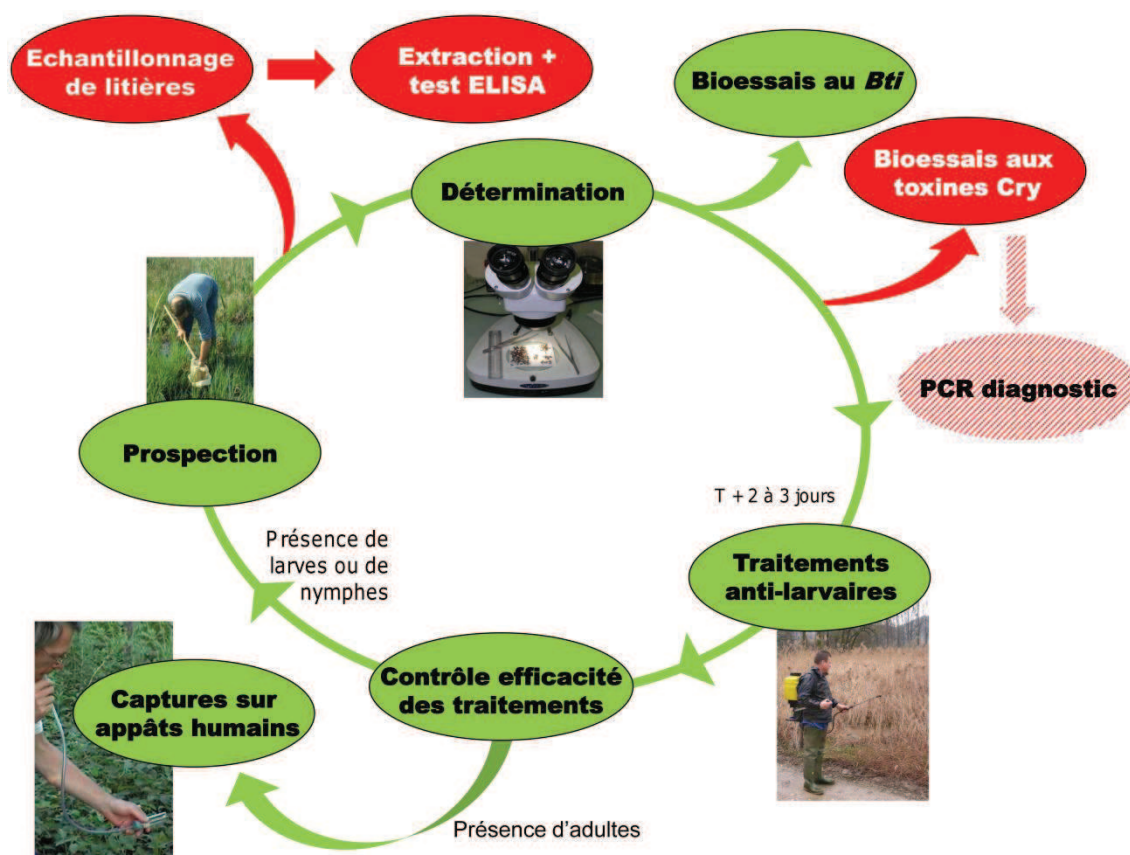 Echantillonnage
de litières
Extraction +
test ELISA
Bioessais au Bti
Bioessais aux
toxines Cry
Détermination
PCR diagnostic
Prospection
T + 2 à 3 jours
Présence de
larves ou de
nymphes
Traitements
anti-larvaires
Contrôle efficacité
des traitements
Captures sur
appâts humains
Présence d'adultes